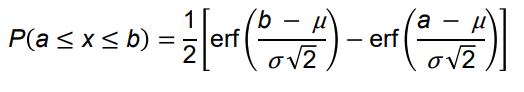 P(a ≤ x ≤ b) = 1/2 [erf((b − μ)/(σ√2)) − erf((a − μ)/(σ√2))]